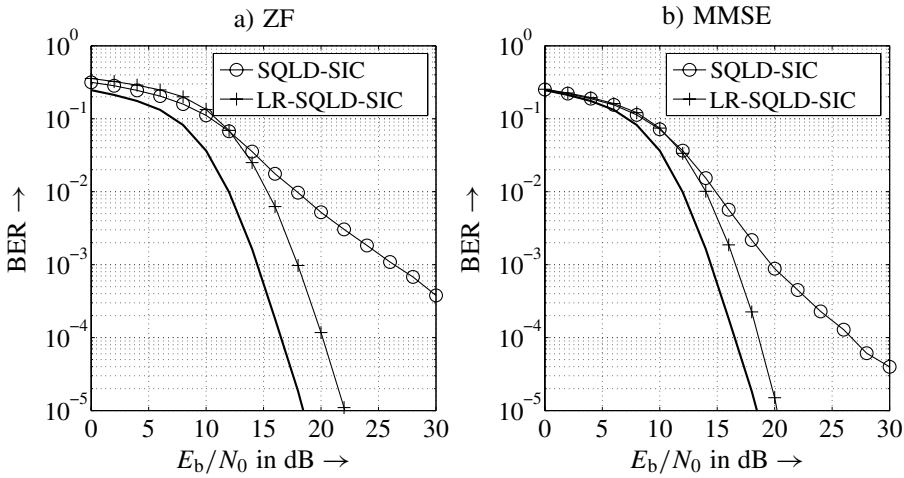 a) ZF
10^0
10^-1
10^-2
10^-3
10^-4
10^-5
BER →
SQLD-SIC
LR-SQLD-SIC
0 5 10 15 20 25 30
E_b/N_0 in dB →
b) MMSE
10^0
10^-1
10^-2
10^-3
10^-4
10^-5
BER →
SQLD-SIC
LR-SQLD-SIC
0 5 10 15 20 25 30
E_b/N_0 in dB →